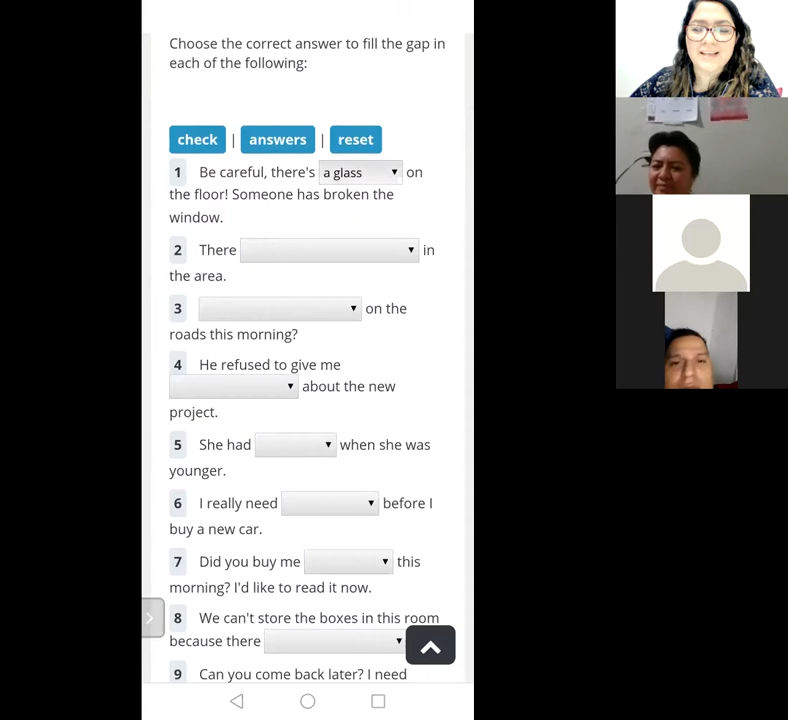 Choose the correct answer to fill the gap in
each of the following:
check | answers | reset
1 Be careful, there's a glass on
the floor! Someone has broken the
window.
2 There in
the area.
3 on the
roads this morning?
4 He refused to give me
about the new
project.
5 She had when she was
younger.
6 I really need before I
buy a new car.
7 Did you buy me this
morning? I'd like to read it now.
8 We can't store the boxes in this room
because there
9 Can you come back later? I need